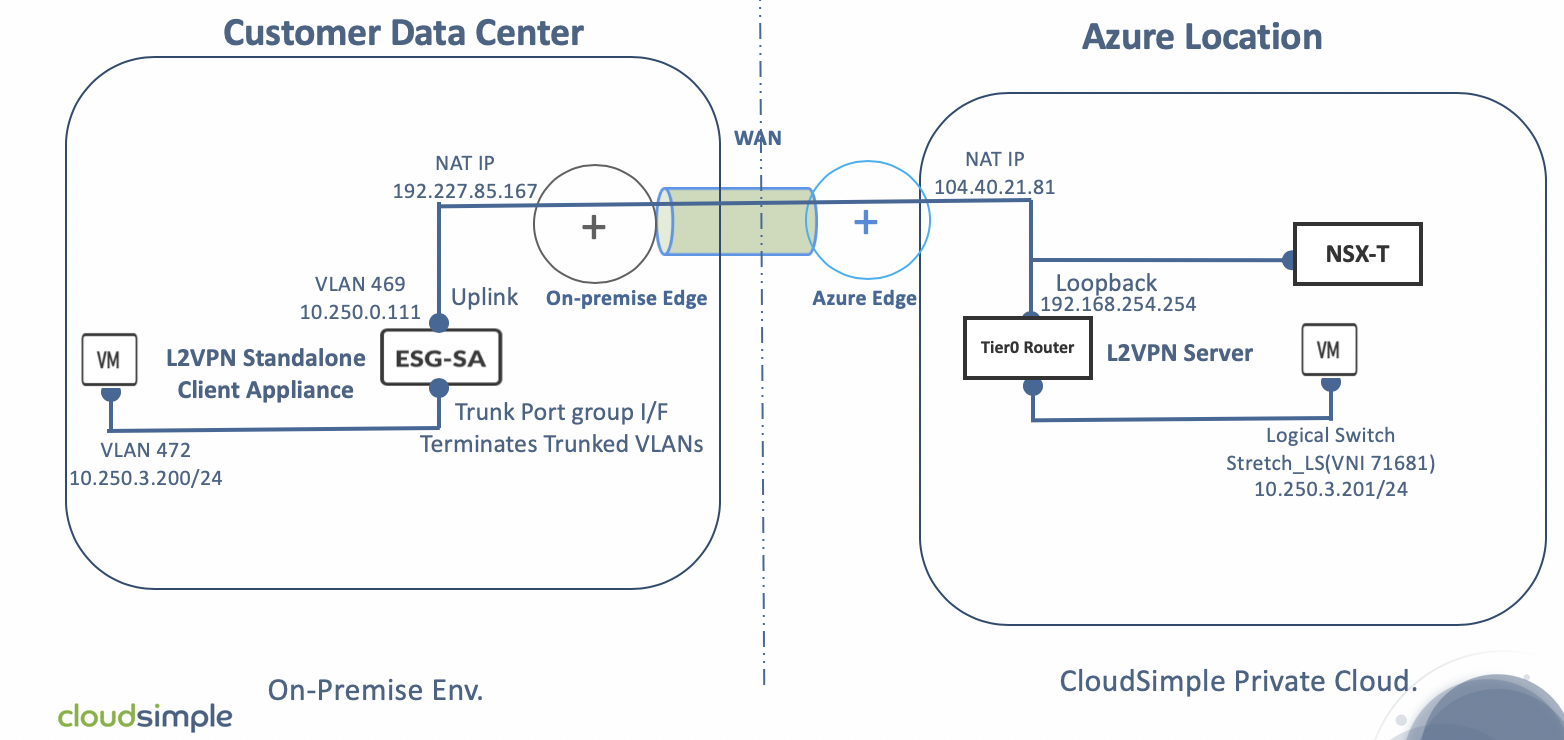 Customer Data Center
Azure Location
WAN
NAT IP
192.227.85.167
NAT IP
104.40.21.81
NSX-T
VLAN 469
10.250.0.111
Uplink
On-premise Edge
Azure Edge
Loopback
192.168.254.254
VM
L2VPN Standalone
Client Appliance
ESG-SA
Tier0 Router
L2VPN Server
VM
Trunk Port group I/F
Terminates Trunked VLANs
VLAN 472
10.250.3.200/24
Logical Switch
Stretch_LS(VNI 71681)
10.250.3.201/24
On-Premise Env.
CloudSimple Private Cloud.
cloudsimple